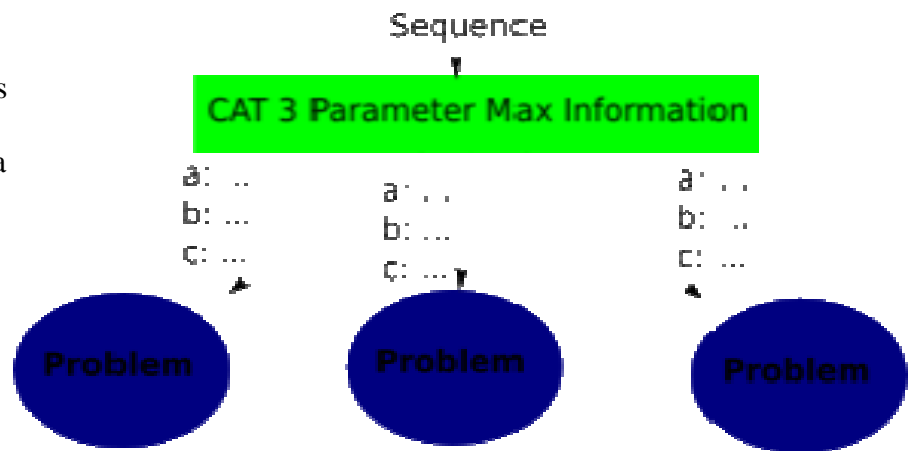 Sequence
s
CAT 3 Parameter Max Information
a
a: ..
b: ...
c: ...
a: ..
b: ...
c: ...
a: ..
b: ..
c: ...
Problem
Problem
Problem